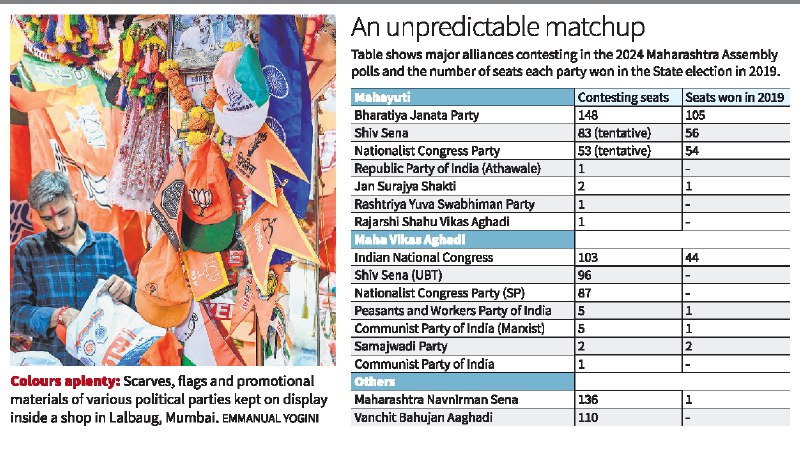 An unpredictable matchup
Table shows major alliances contesting in the 2024 Maharashtra Assembly
polls and the number of seats each party won in the State election in 2019.
Mahayuti Contesting seats Seats won in 2019
Bharatiya Janata Party 148 105
Shiv Sena 83 (tentative) 56
Nationalist Congress Party 53 (tentative) 54
Republic Party of India (Athawale) 1 -
Jan Surajya Shakti 2 1
Rashtriya Yuva Swabhiman Party 1 -
Rajarshi Shahu Vikas Aghadi 1 -
Maha Vikas Aghadi
Indian National Congress 103 44
Shiv Sena (UBT) 96 -
Nationalist Congress Party (SP) 87 -
Peasants and Workers Party of India 5 1
Communist Party of India (Marxist) 5 1
Samajwadi Party 2 2
Communist Party of India 1 -
Others
Maharashtra Navnirman Sena 136 1
Vanchit Bahujan Aaghadi 110 -
Colours aplenty: Scarves, flags and promotional
materials of various political parties kept on display
inside a shop in Lalbaug, Mumbai. EMMANUAL YOGINI